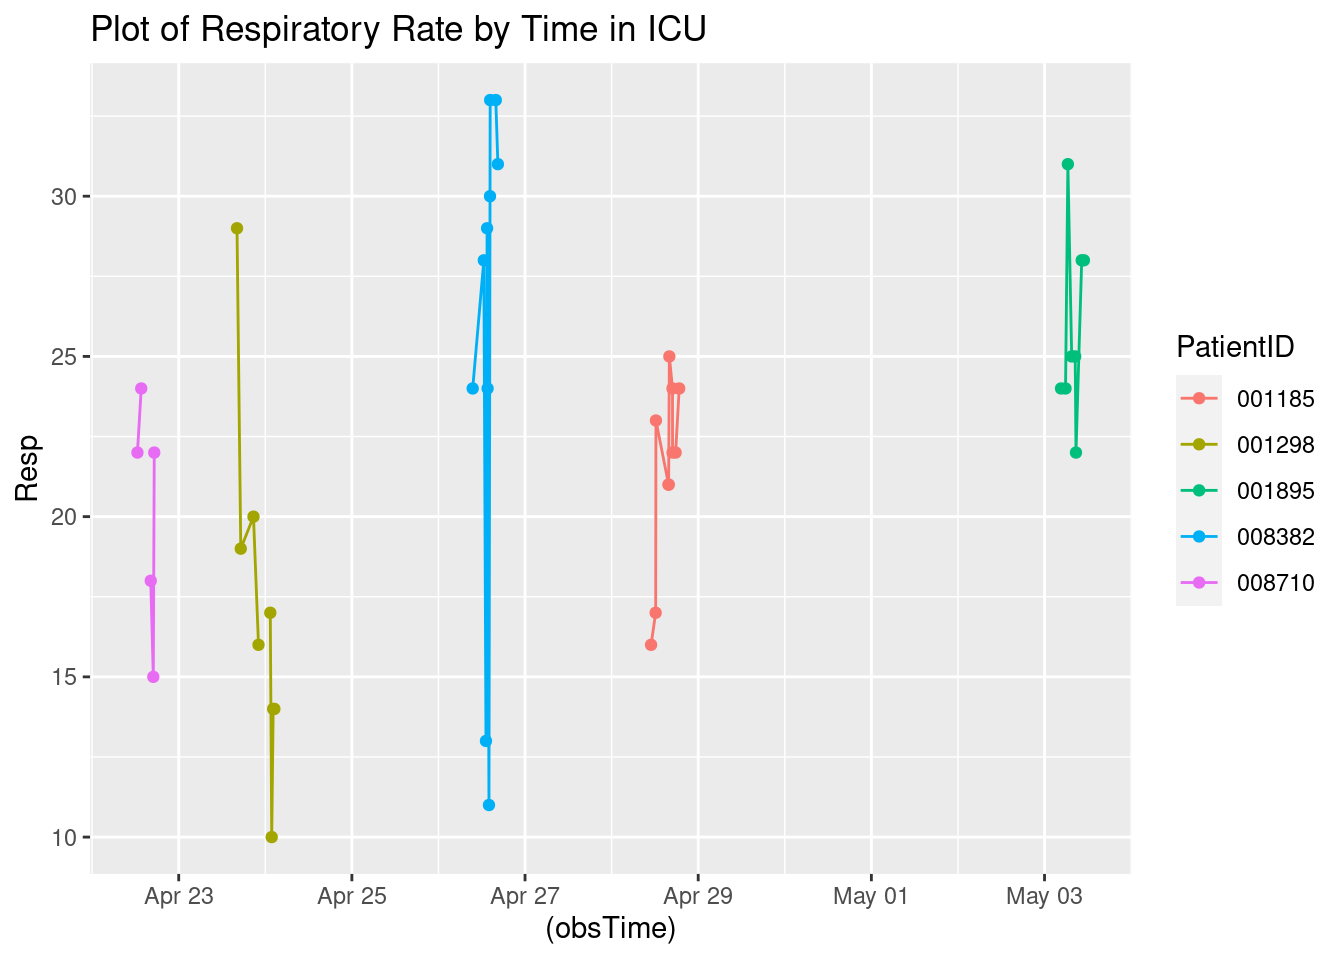 Plot of Respiratory Rate by Time in ICU
Resp
30
25
20
15
10
Apr 23 Apr 25 Apr 27 Apr 29 May 01 May 03
(obsTime)
PatientID
001185
001298
001895
008382
008710